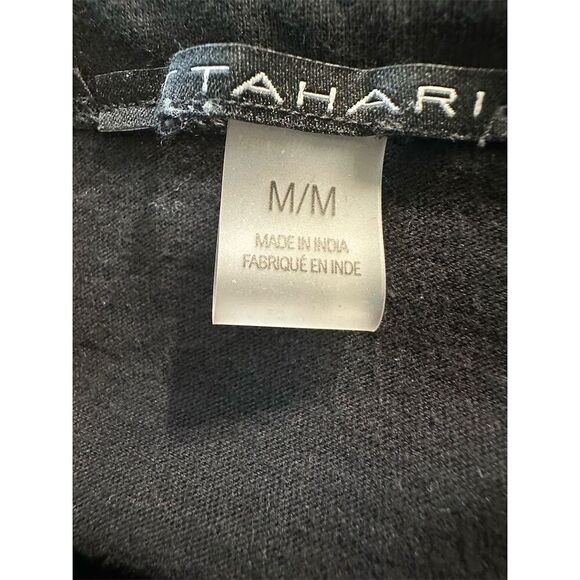 TAHARI
M/M
MADE IN INDIA
FABRIQUÉ EN INDE